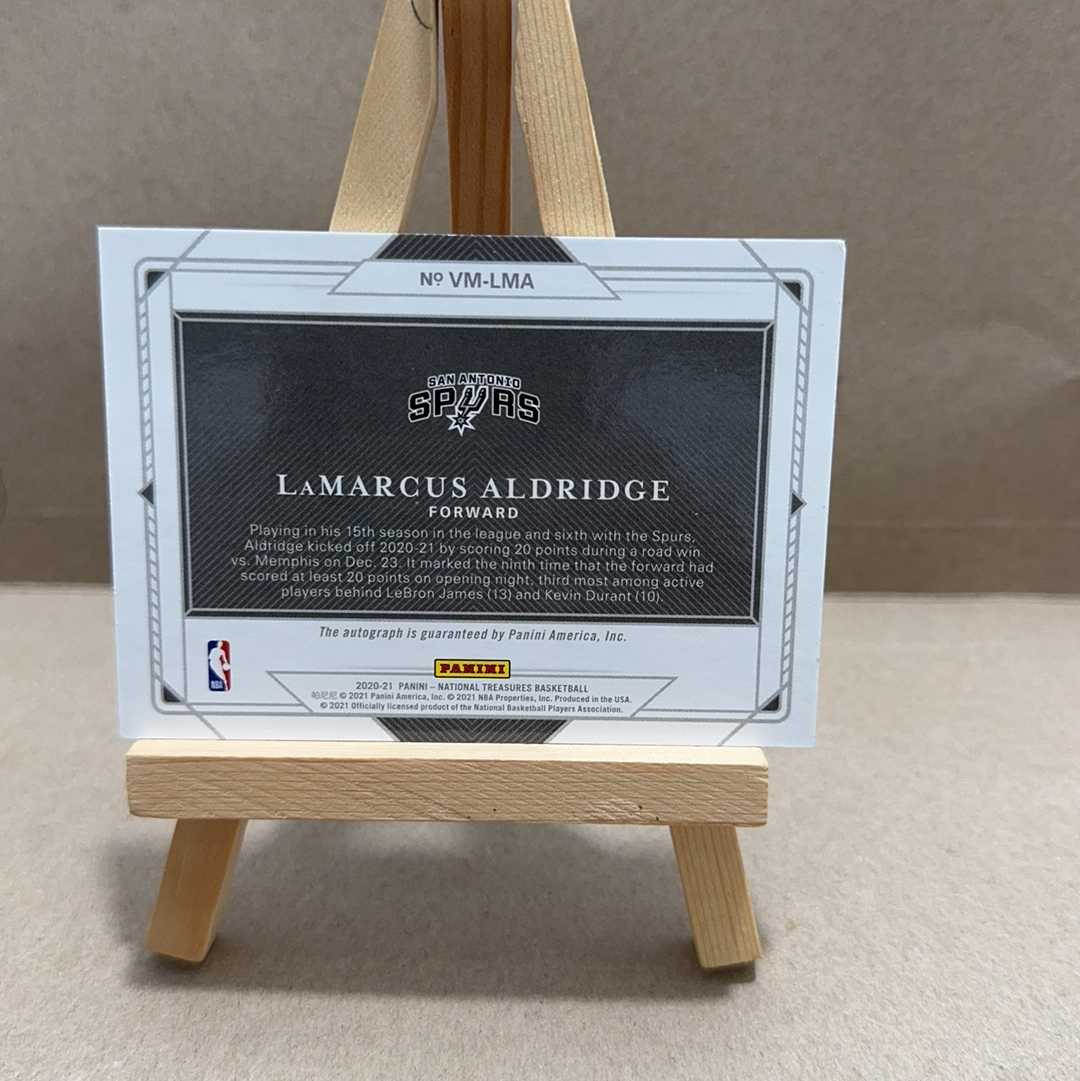 Nº VM-LMA
SAN ANTONIO
SPURS
LAMARCUS ALDRIDGE
FORWARD
Playing in his 15th season in the league and sixth with the Spurs,
Aldridge kicked off 2020-21 by scoring 20 points during a road win
vs. Memphis on Dec. 23. It marked the ninth time that the forward had
scored at least 20 points on opening night, third most among active
players behind LeBron James (13) and Kevin Durant (10).
The autograph is guaranteed by Panini America, Inc.
NBA
PANINI
2020-21 PANINI – NATIONAL TREASURES BASKETBALL
帕尼尼 © 2021 Panini America, Inc. © 2021 NBA Properties, Inc. Produced in the USA.
© 2021 Officially licensed product of the National Basketball Players Association.